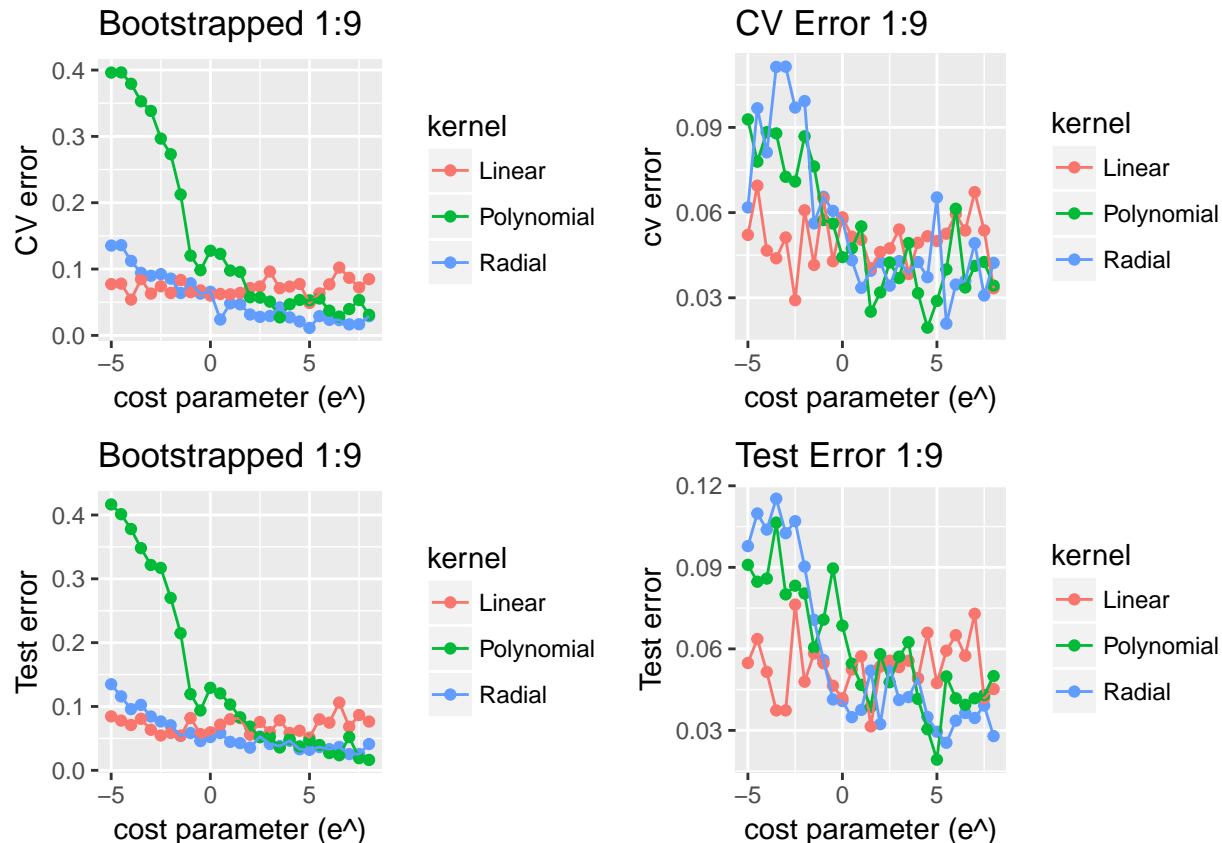 Bootstrapped 1:9
CV error
0.4
0.3
0.2
0.1
0.0
−5
0
5
cost parameter (e^)
kernel
Linear
Polynomial
Radial
CV Error 1:9
cv error
0.09
0.06
0.03
−5
0
5
cost parameter (e^)
kernel
Linear
Polynomial
Radial
Bootstrapped 1:9
Test error
0.4
0.3
0.2
0.1
0.0
−5
0
5
cost parameter (e^)
kernel
Linear
Polynomial
Radial
Test Error 1:9
Test error
0.12
0.09
0.06
0.03
−5
0
5
cost parameter (e^)
kernel
Linear
Polynomial
Radial